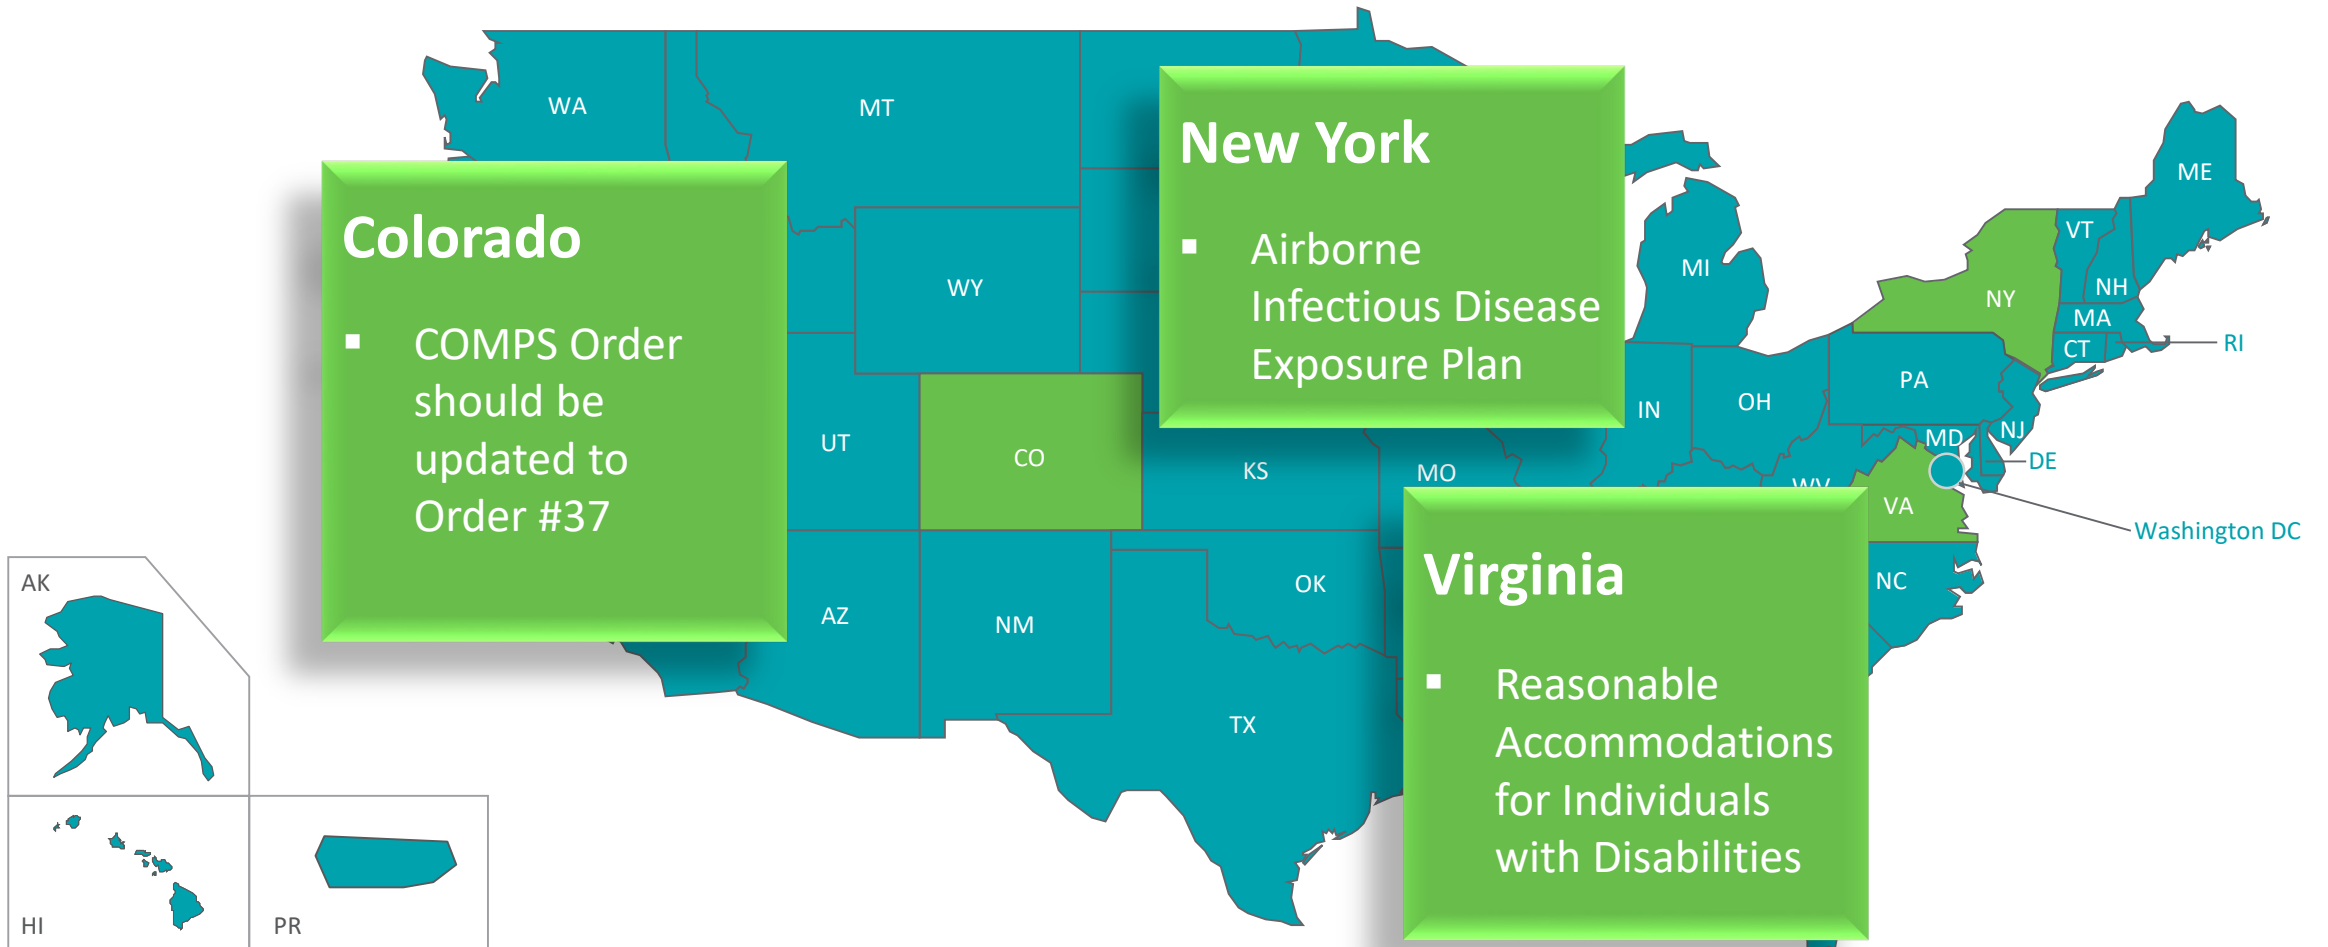 WA
MT
New York
▪ Airborne
Infectious Disease
Exposure Plan
Colorado
▪ COMPS Order
should be
updated to
Order #37
WY
MI
ME
VT
NH
NY
MA
RI
CT
PA
OH
IN
NJ
MD
DE
UT
CO
KS
MO
WV
VA
Washington DC
Virginia
▪ Reasonable
Accommodations
for Individuals
with Disabilities
NC
OK
AZ
NM
TX
AK
HI
PR